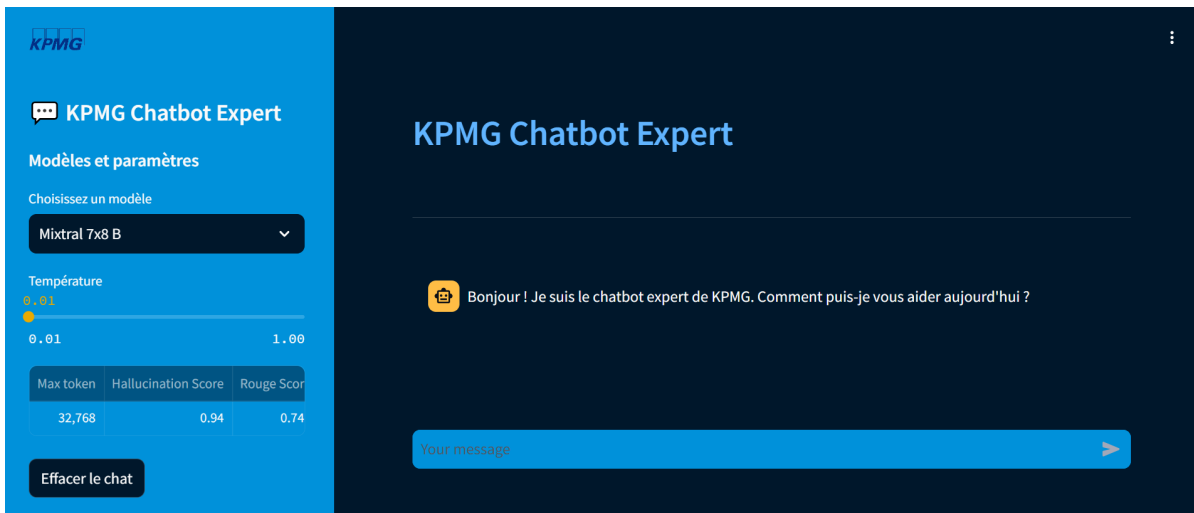 KPMG
KPMG Chatbot Expert
Modèles et paramètres
Choisissez un modèle
Mixtral 7x8 B
Température
0.01
0.01 1.00
Max token Hallucination Score Rouge Scor
32,768 0.94 0.74
Effacer le chat
KPMG Chatbot Expert
Bonjour ! Je suis le chatbot expert de KPMG. Comment puis-je vous aider aujourd'hui ?
Your message